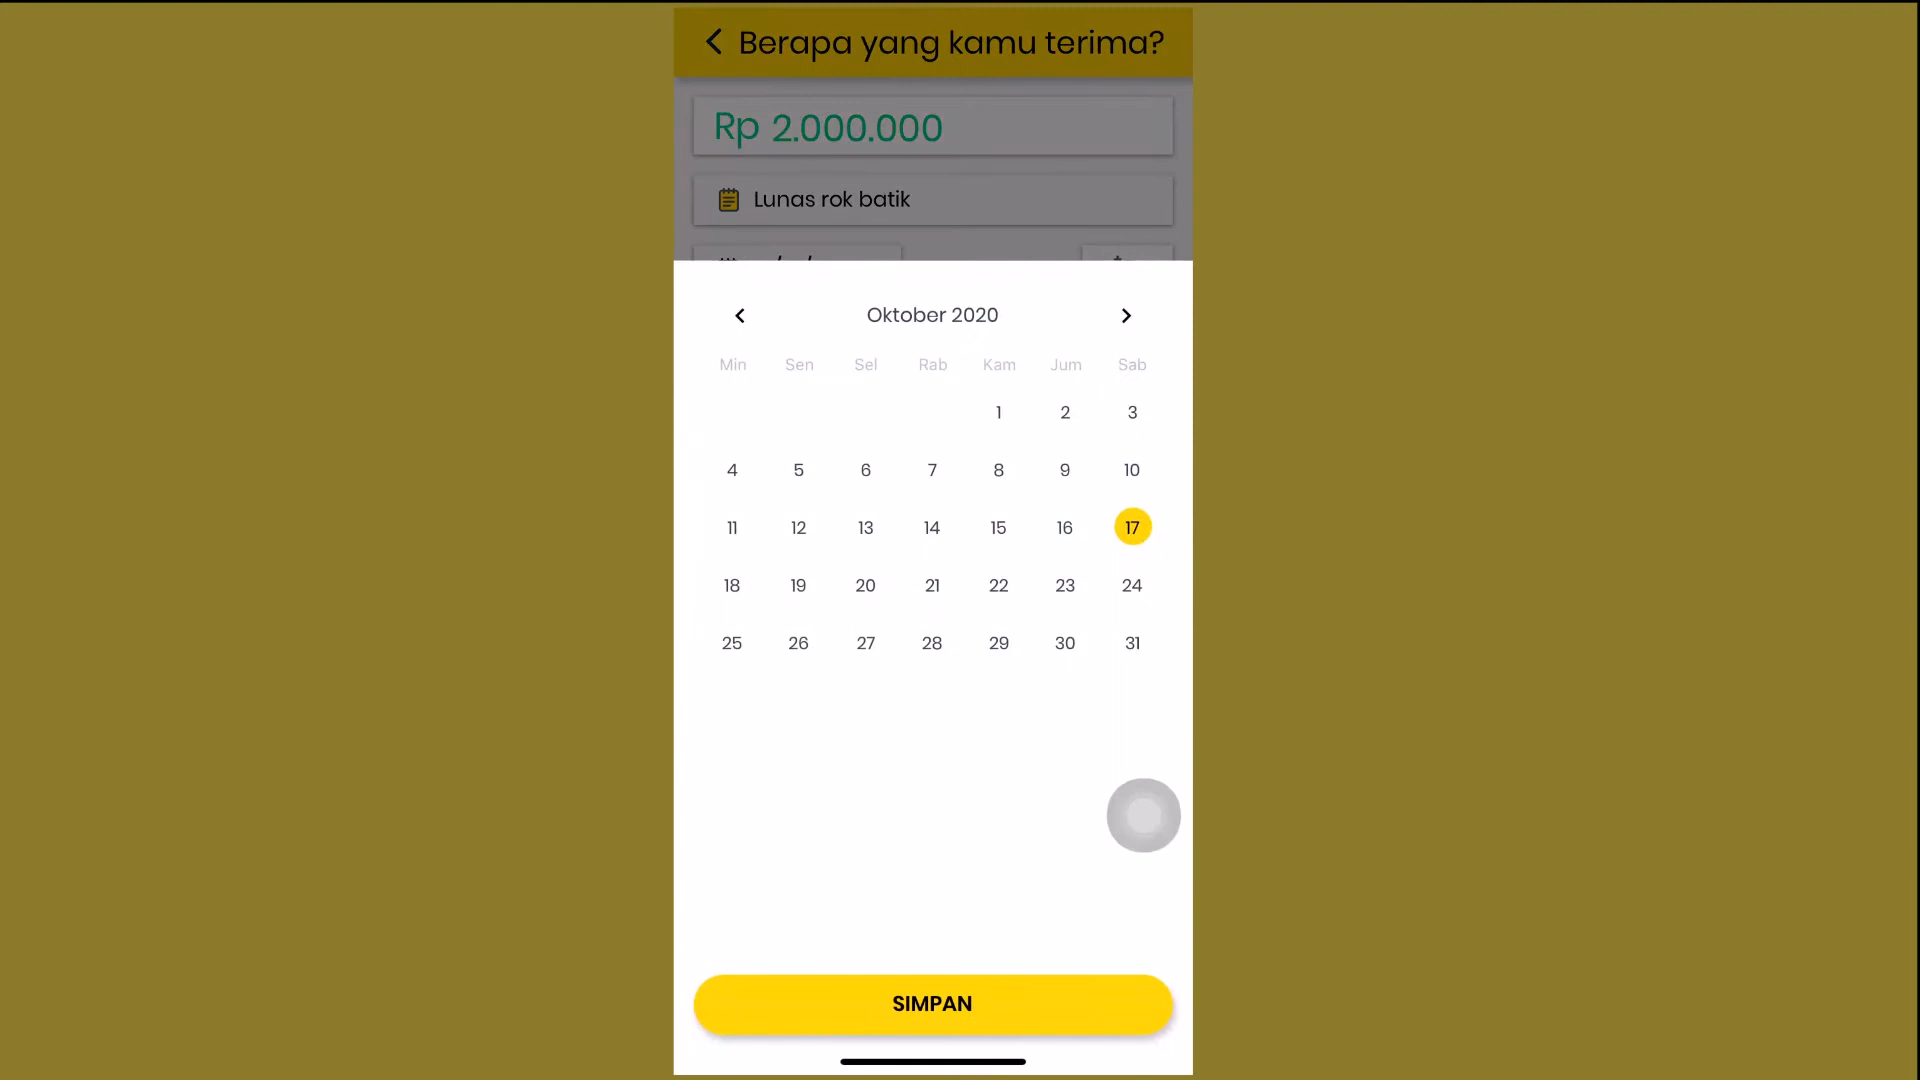 Berapa yang kamu terima?
Rp 2.000.000
Lunas rok batik
Oktober 2020
Min Sen Sel Rab Kam Jum Sab
1 2 3
4 5 6 7 8 9 10
11 12 13 14 15 16 17
18 19 20 21 22 23 24
25 26 27 28 29 30 31
SIMPAN